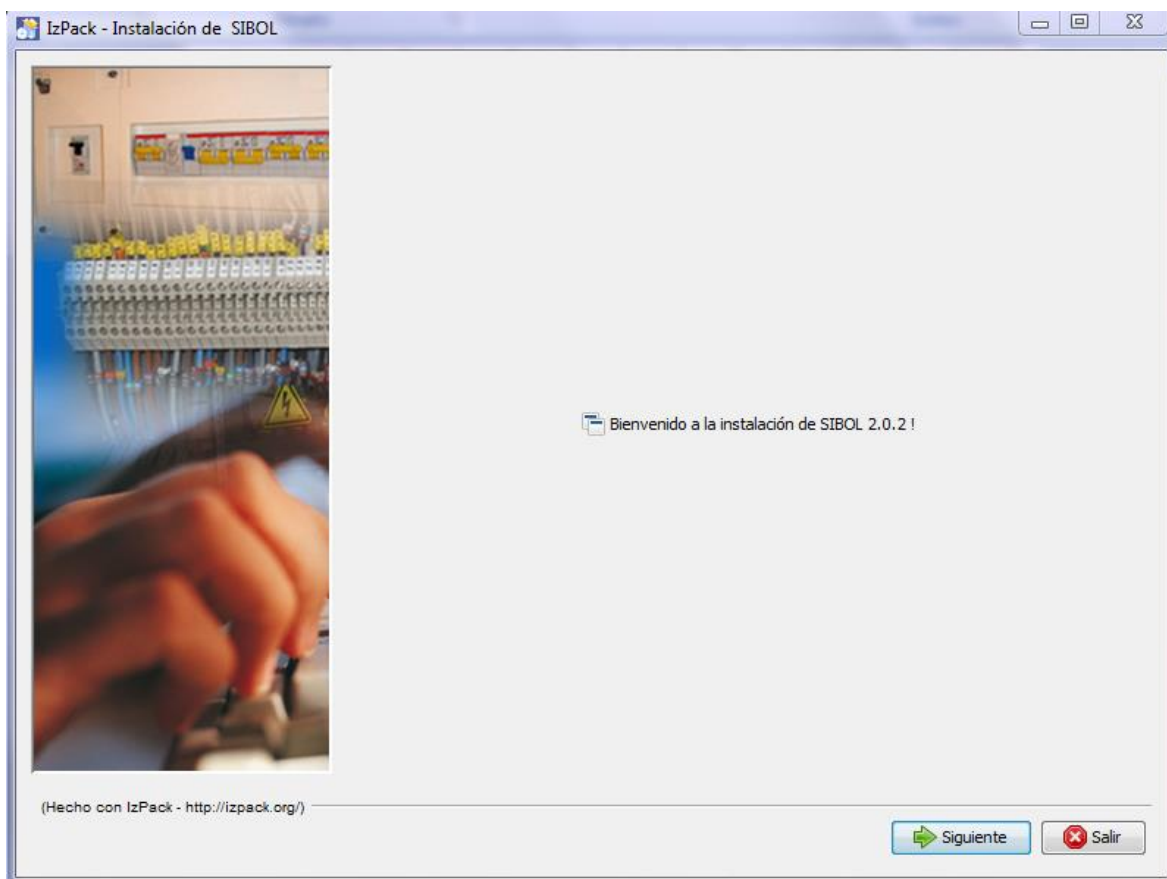 IzPack - Instalación de SIBOL
Bienvenido a la instalación de SIBOL 2.0.2 !
(Hecho con IzPack - http://izpack.org/)
Siguiente
Salir